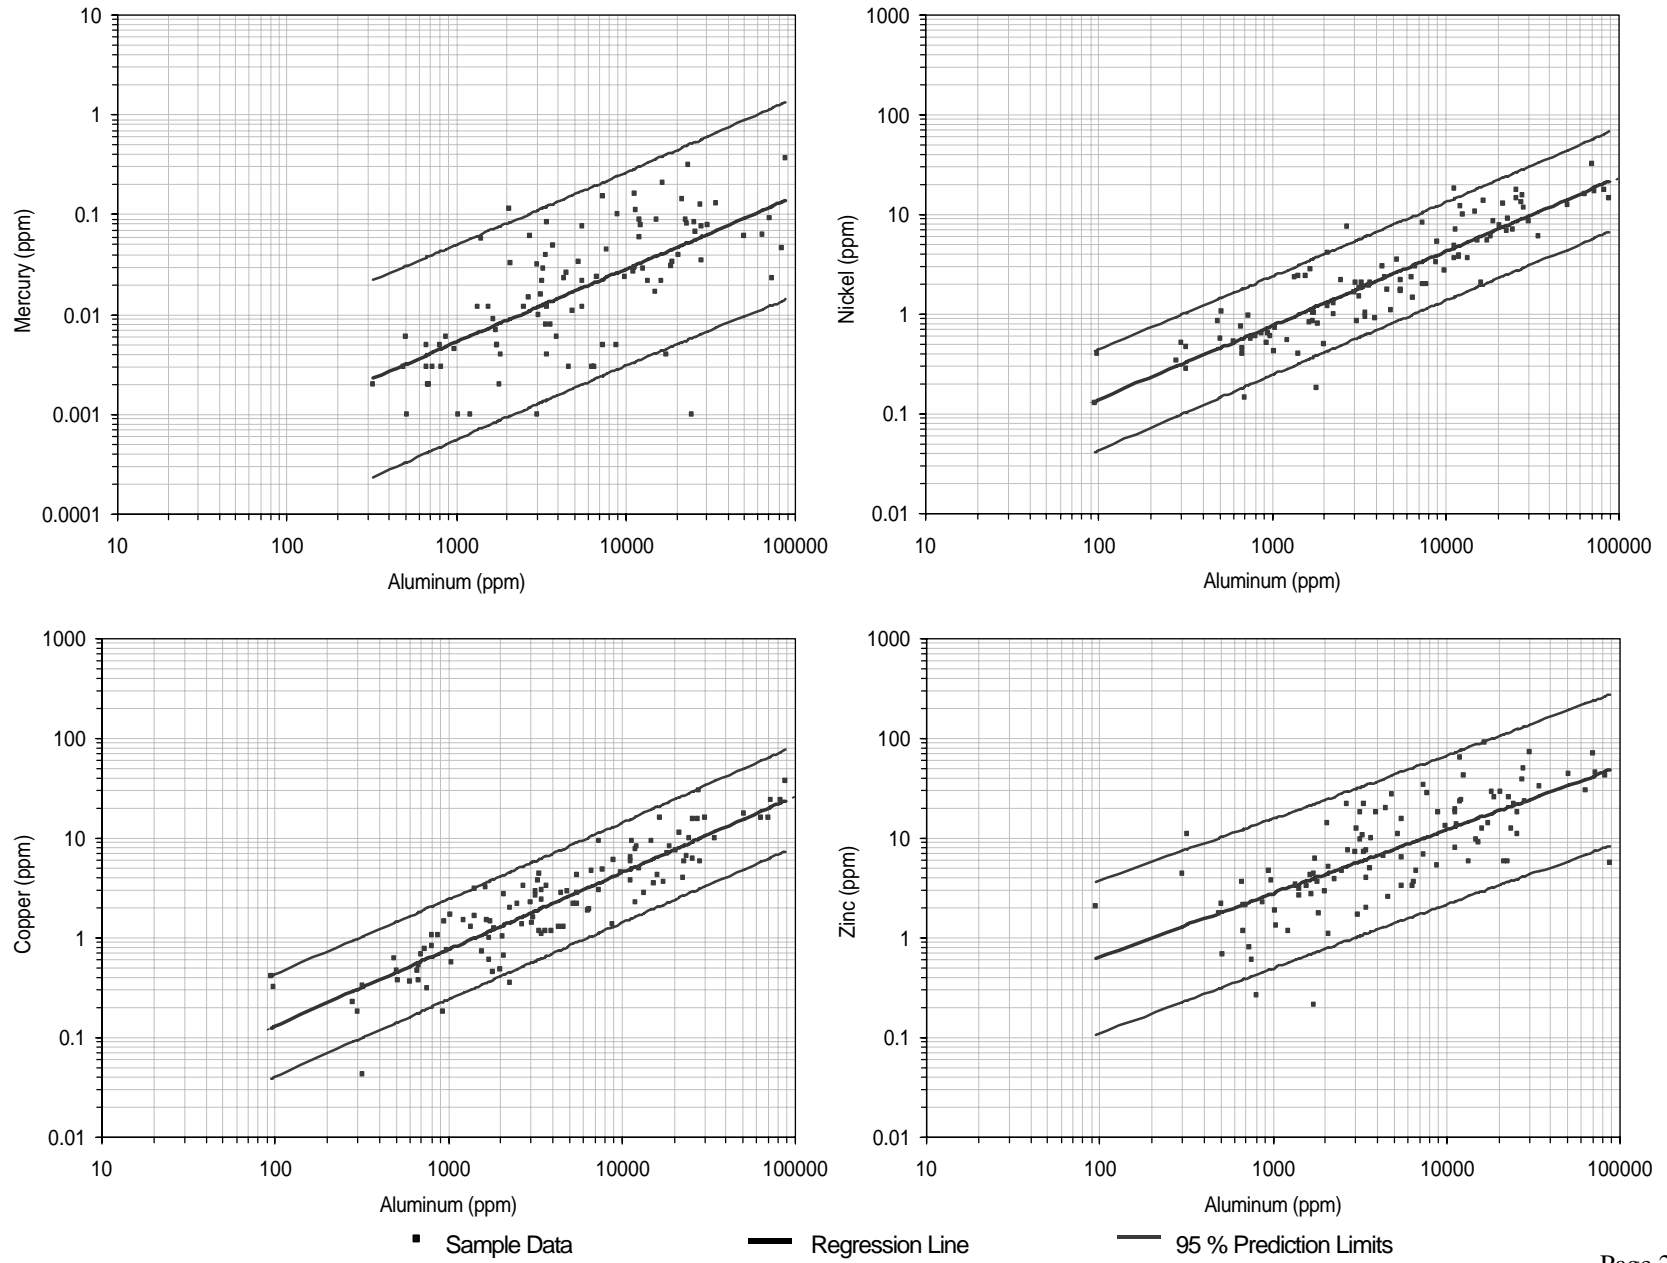 10
1
0.1
0.01
0.001
0.0001
Mercury (ppm)
10 100 1000 10000 100000
Aluminum (ppm)
1000
100
10
1
0.1
0.01
Nickel (ppm)
10 100 1000 10000 100000
Aluminum (ppm)
1000
100
10
1
0.1
0.01
Copper (ppm)
10 100 1000 10000 100000
Aluminum (ppm)
1000
100
10
1
0.1
0.01
Zinc (ppm)
10 100 1000 10000 100000
Aluminum (ppm)
Sample Data Regression Line 95 % Prediction Limits
Page